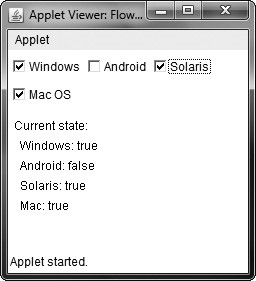 Applet Viewer: Flow...
Applet
Windows Android Solaris
Mac OS
Current state:
Windows: true
Android: false
Solaris: true
Mac: true
Applet started.